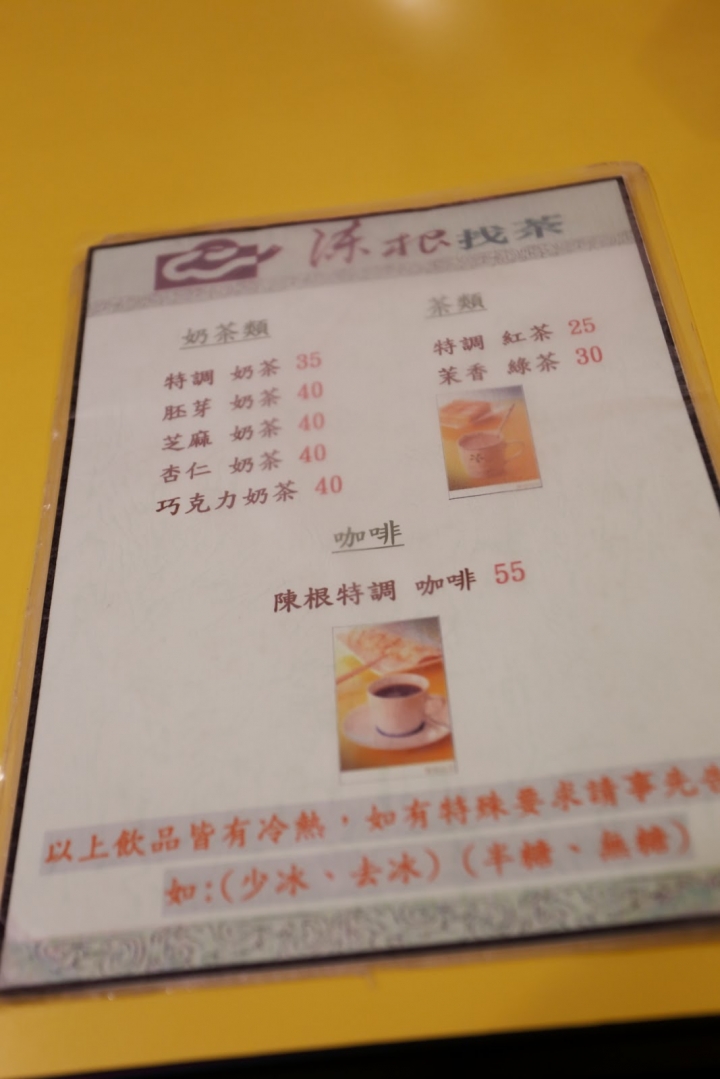 陳根找茶
奶茶類
特調 奶茶 35
胚芽 奶茶 40
芝麻 奶茶 40
杏仁 奶茶 40
巧克力奶茶 40
茶類
特調 紅茶 25
茉香 綠茶 30
咖啡
陳根特調 咖啡 55
以上飲品皆有冷熱，如有特殊要求請事先告
如:(少冰、去冰) (半糖、無糖)